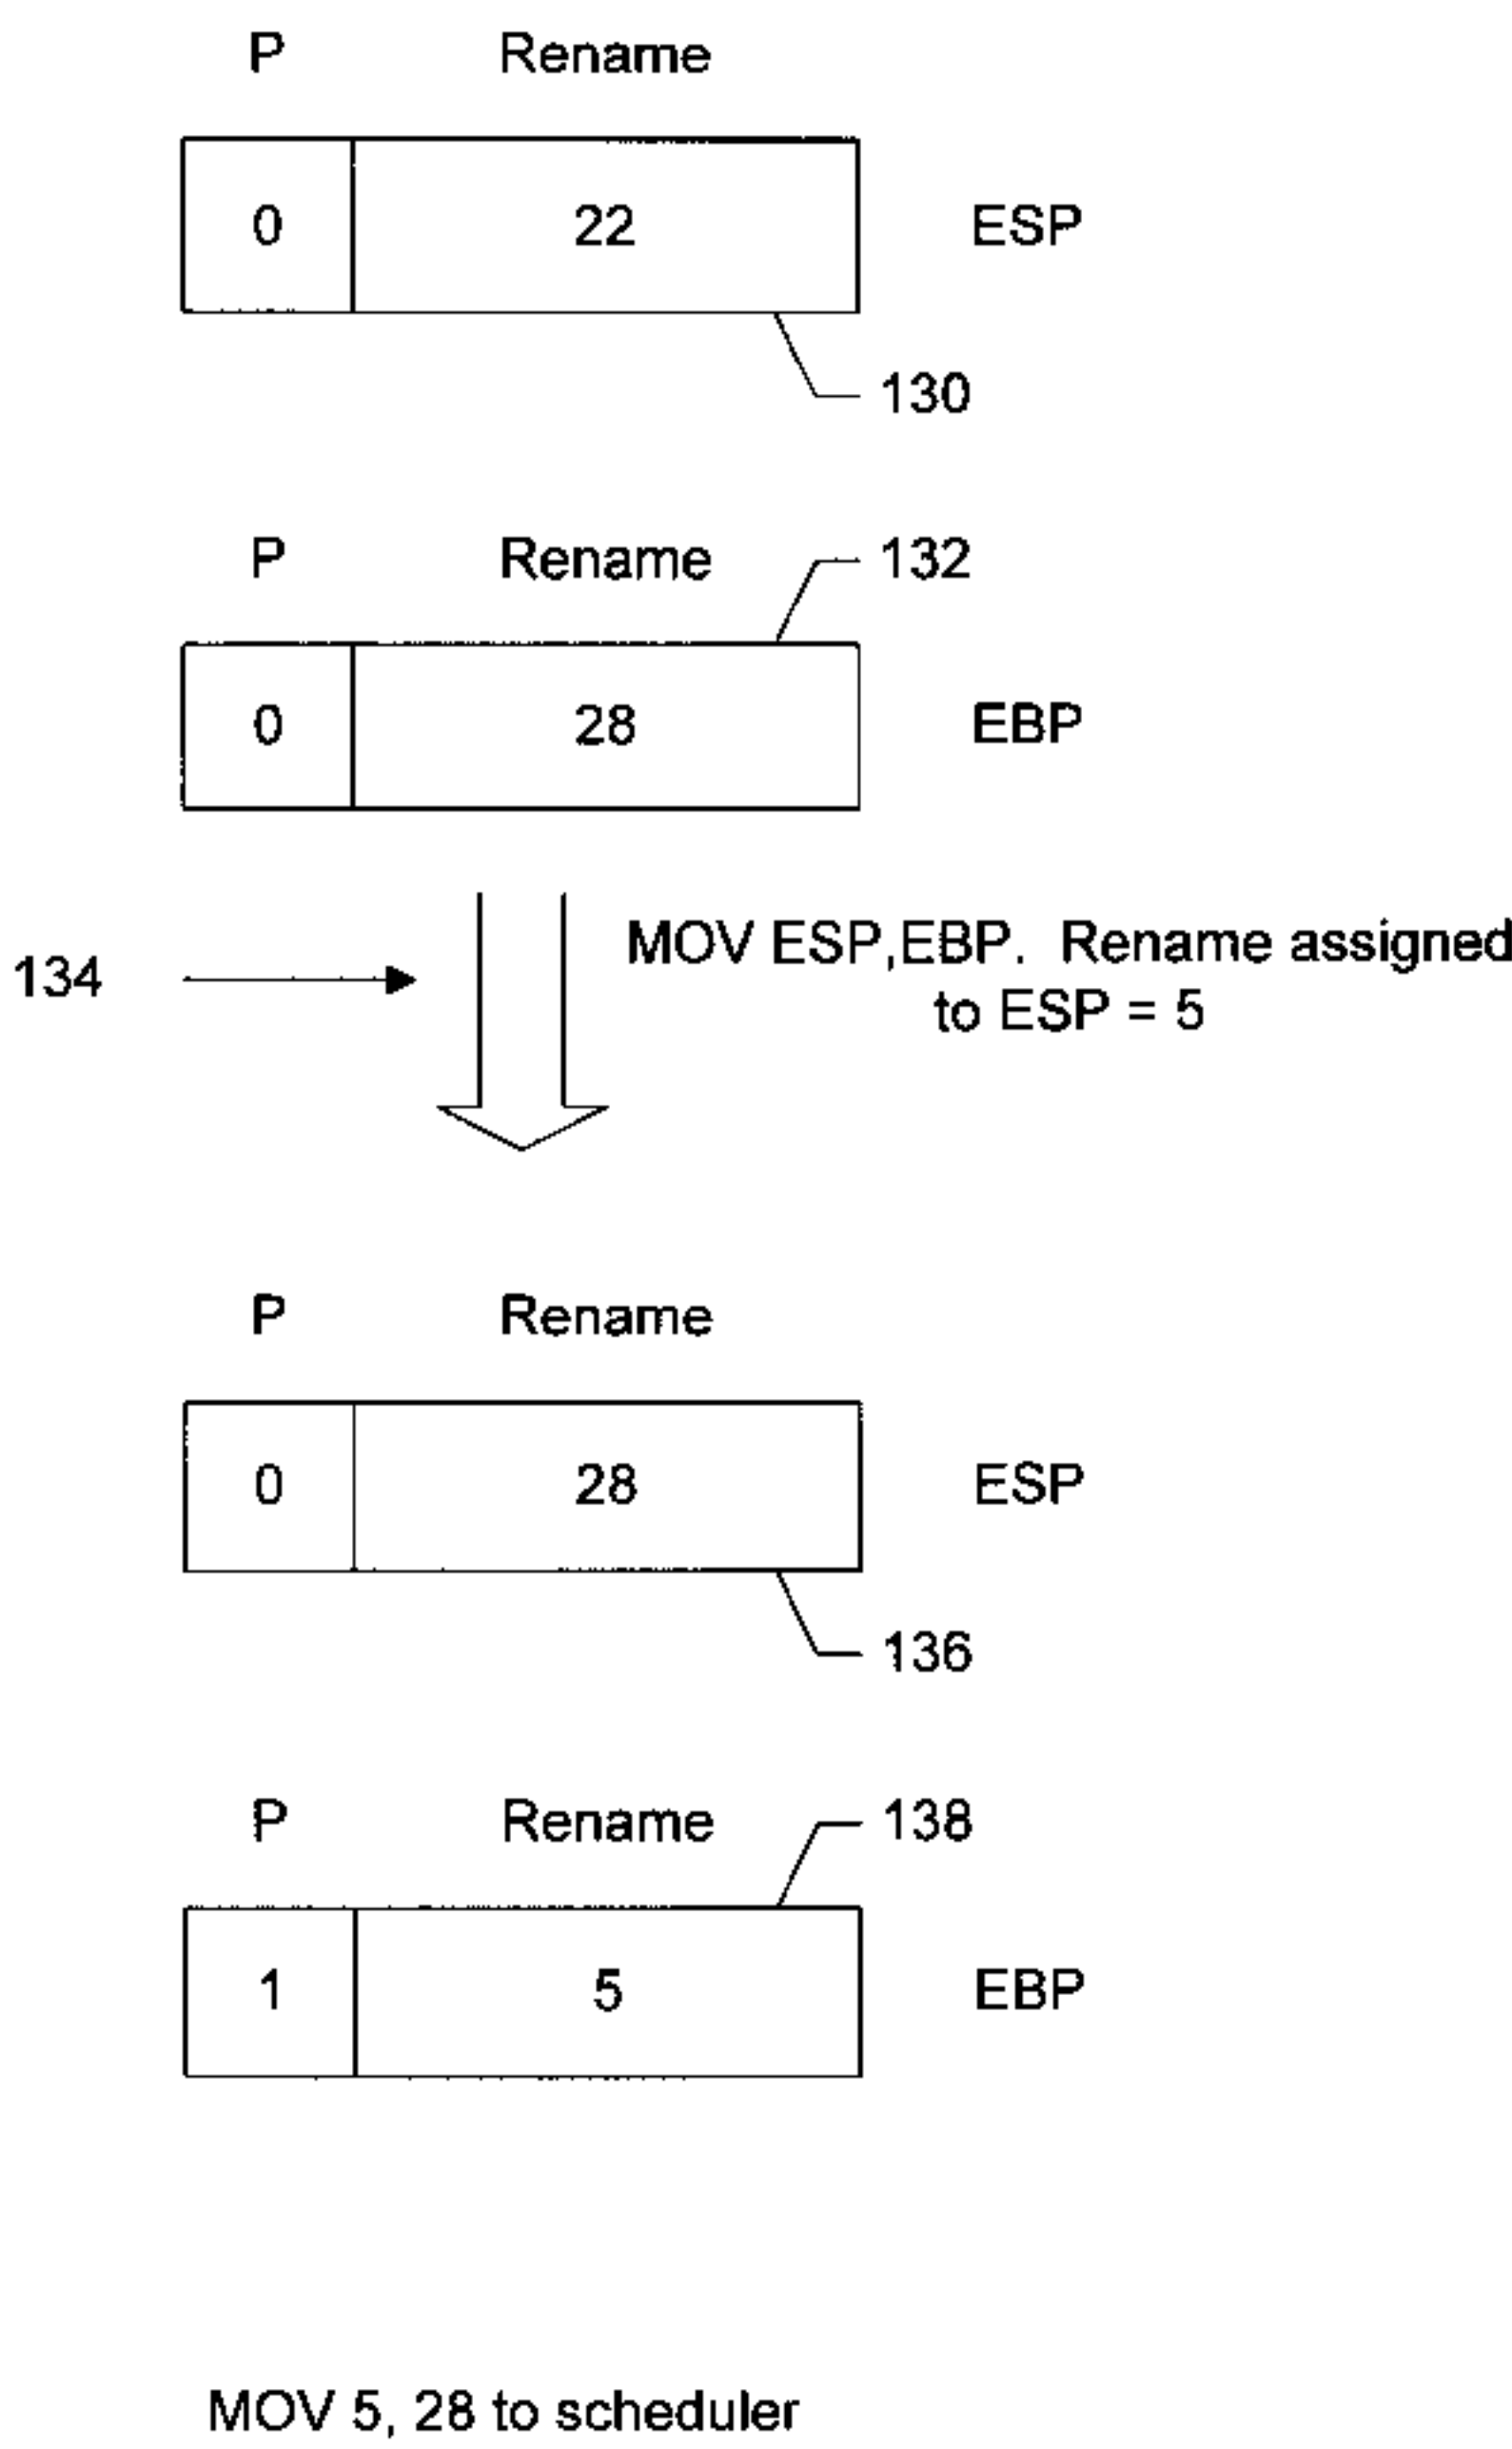 P Rename
0 22 ESP
130
P Rename 132
0 28 EBP
134 MOV ESP,EBP. Rename assigned
to ESP = 5
P Rename
0 28 ESP
136
P Rename 138
1 5 EBP
MOV 5, 28 to scheduler